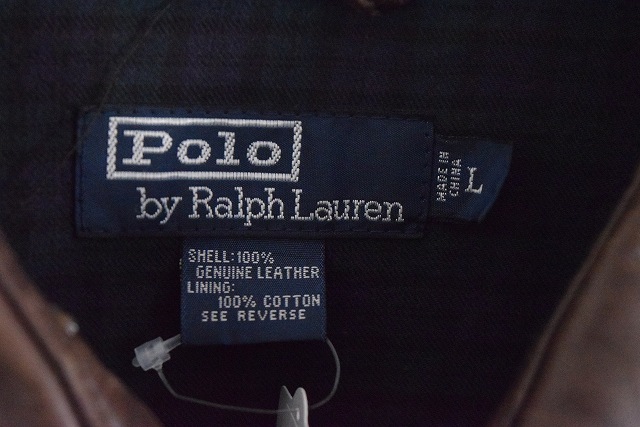 Polo
by Ralph Lauren
MADE IN
CHINA
L
SHELL:100%
GENUINE LEATHER
LINING:
100% COTTON
SEE REVERSE